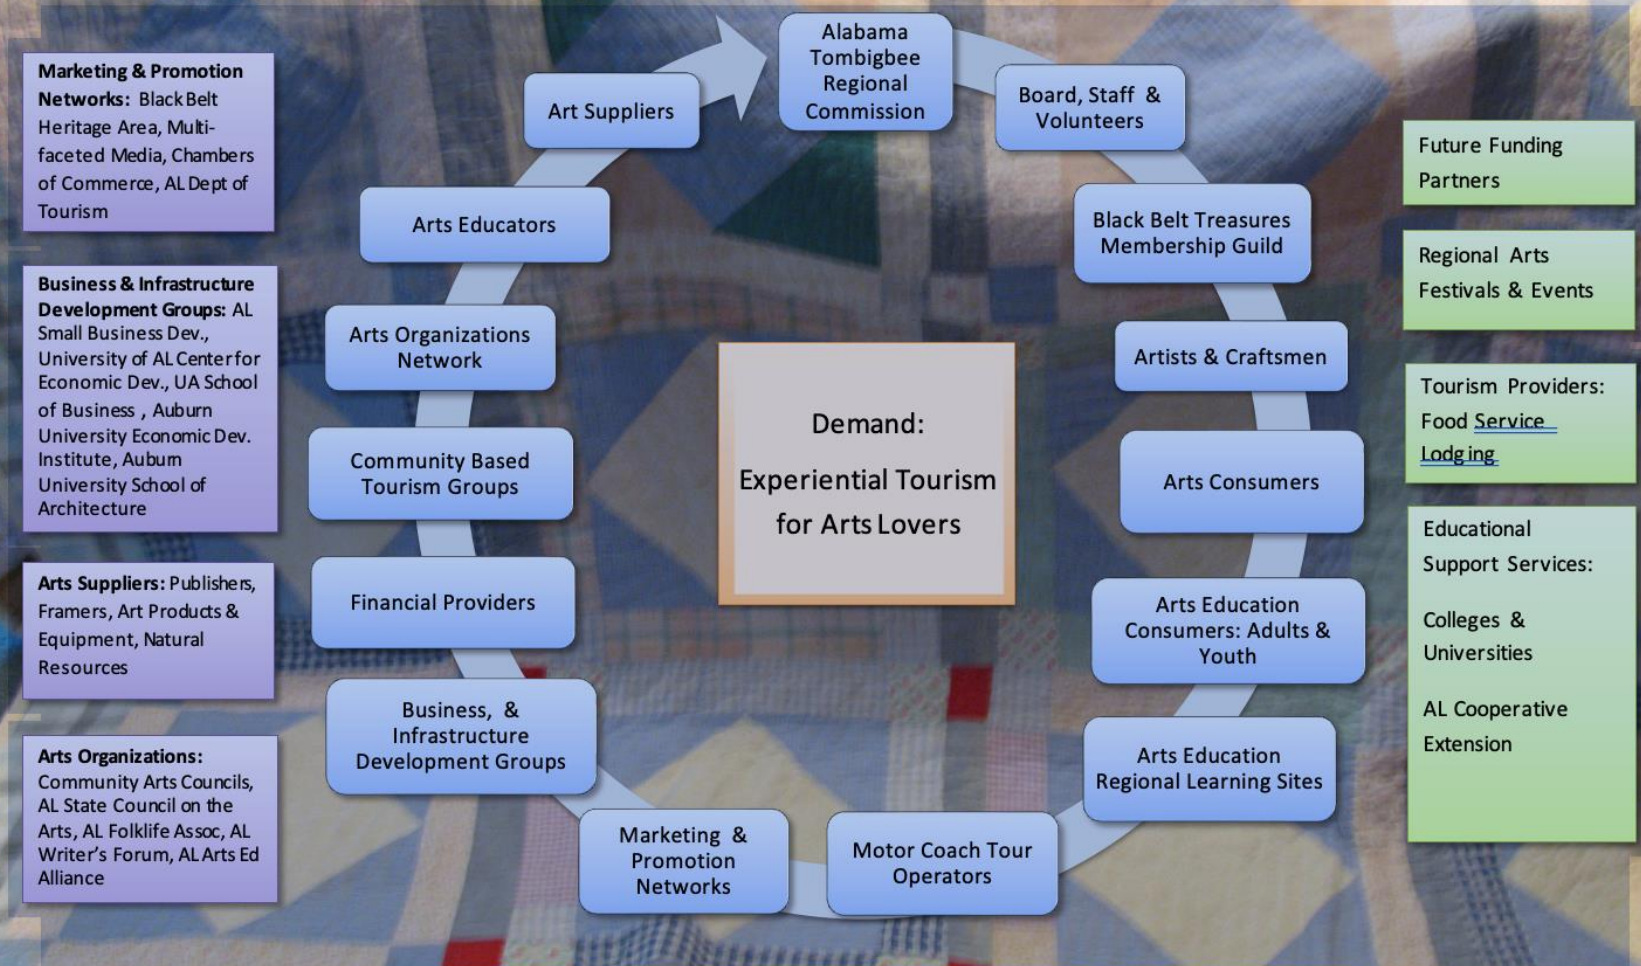 Marketing & Promotion
Networks: Black Belt
Heritage Area, Multi-
faceted Media, Chambers
of Commerce, AL Dept of
Tourism
Business & Infrastructure
Development Groups: AL
Small Business Dev.,
University of AL Center for
Economic Dev., UA School
of Business , Auburn
University Economic Dev.
Institute, Auburn
University School of
Architecture
Arts Suppliers: Publishers,
Framers, Art Products &
Equipment, Natural
Resources
Arts Organizations:
Community Arts Councils,
AL State Council on the
Arts, AL Folklife Assoc, AL
Writer's Forum, AL Arts Ed
Alliance
Alabama
Tombigbee
Regional
Commission
Board, Staff &
Volunteers
Black Belt Treasures
Membership Guild
Artists & Craftsmen
Arts Consumers
Arts Education
Consumers: Adults &
Youth
Arts Education
Regional Learning Sites
Motor Coach Tour
Operators
Marketing &
Promotion
Networks
Business, &
Infrastructure
Development Groups
Financial Providers
Community Based
Tourism Groups
Arts Organizations
Network
Arts Educators
Art Suppliers
Demand:
Experiential Tourism
for Arts Lovers
Future Funding
Partners
Regional Arts
Festivals & Events
Tourism Providers:
Food Service
Lodging
Educational
Support Services:
Colleges &
Universities
AL Cooperative
Extension